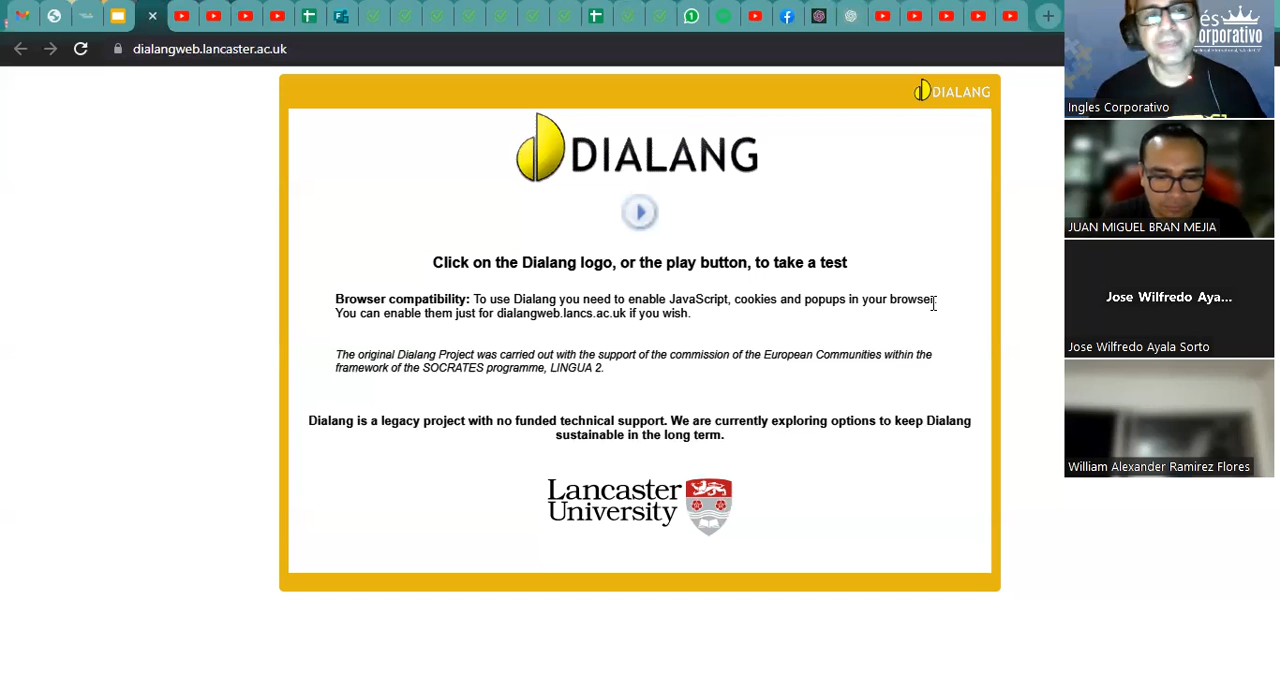 dialangweb.lancaster.ac.uk
DIALANG
DIALANG
Click on the Dialang logo, or the play button, to take a test
Browser compatibility: To use Dialang you need to enable JavaScript, cookies and popups in your browser.
You can enable them just for dialangweb.lancs.ac.uk if you wish.
The original Dialang Project was carried out with the support of the commission of the European Communities within the
framework of the SOCRATES programme, LINGUA 2.
Dialang is a legacy project with no funded technical support. We are currently exploring options to keep Dialang
sustainable in the long term.
Lancaster
University
és
orporativo
Ingles Corporativo
JUAN MIGUEL BRAN MEJIA
Jose Wilfredo Aya...
Jose Wilfredo Ayala Sorto
William Alexander Ramirez Flores